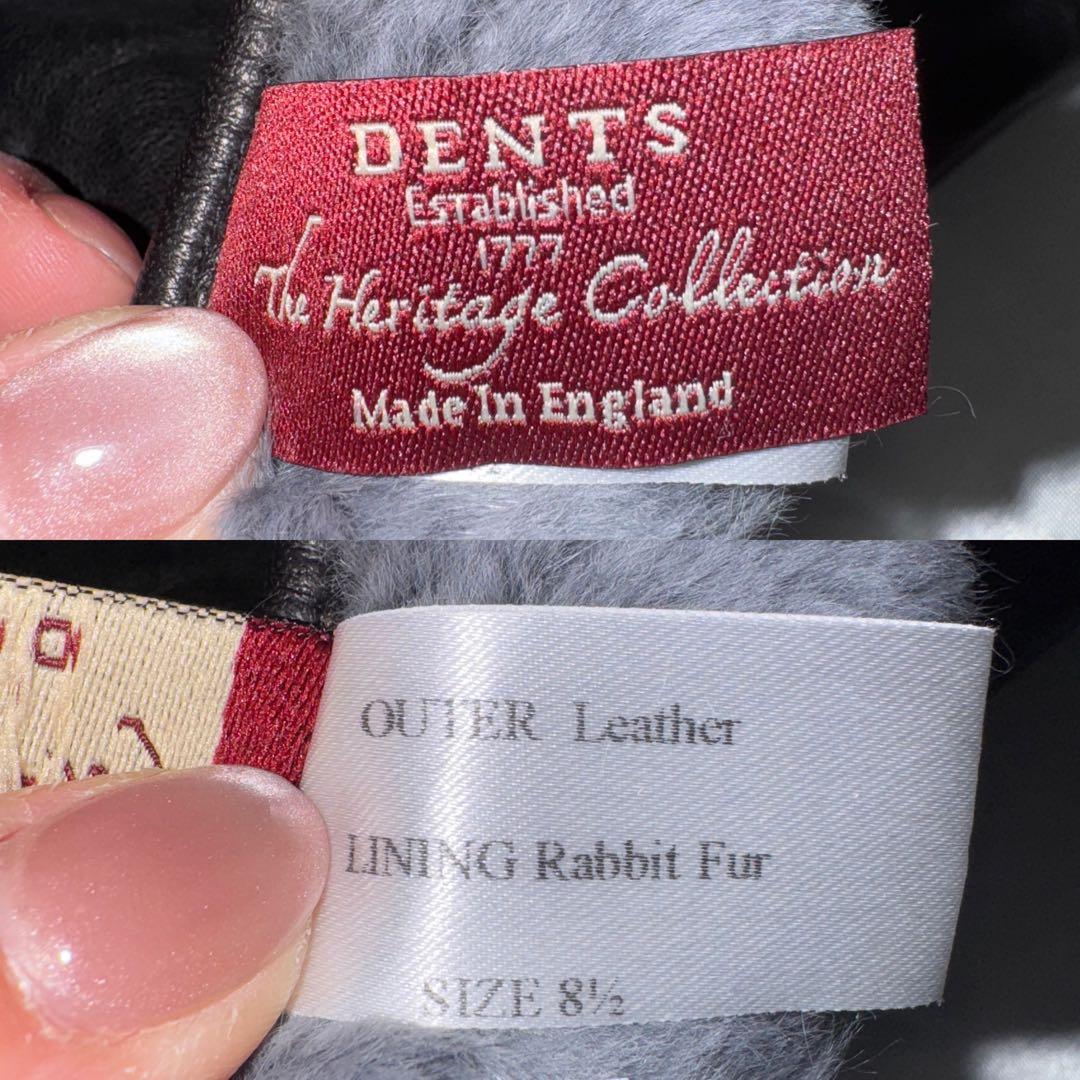 DENTS
Established
1777
The Heritage Collection
Made In England
OUTER Leather
LINING Rabbit Fur
SIZE 8½